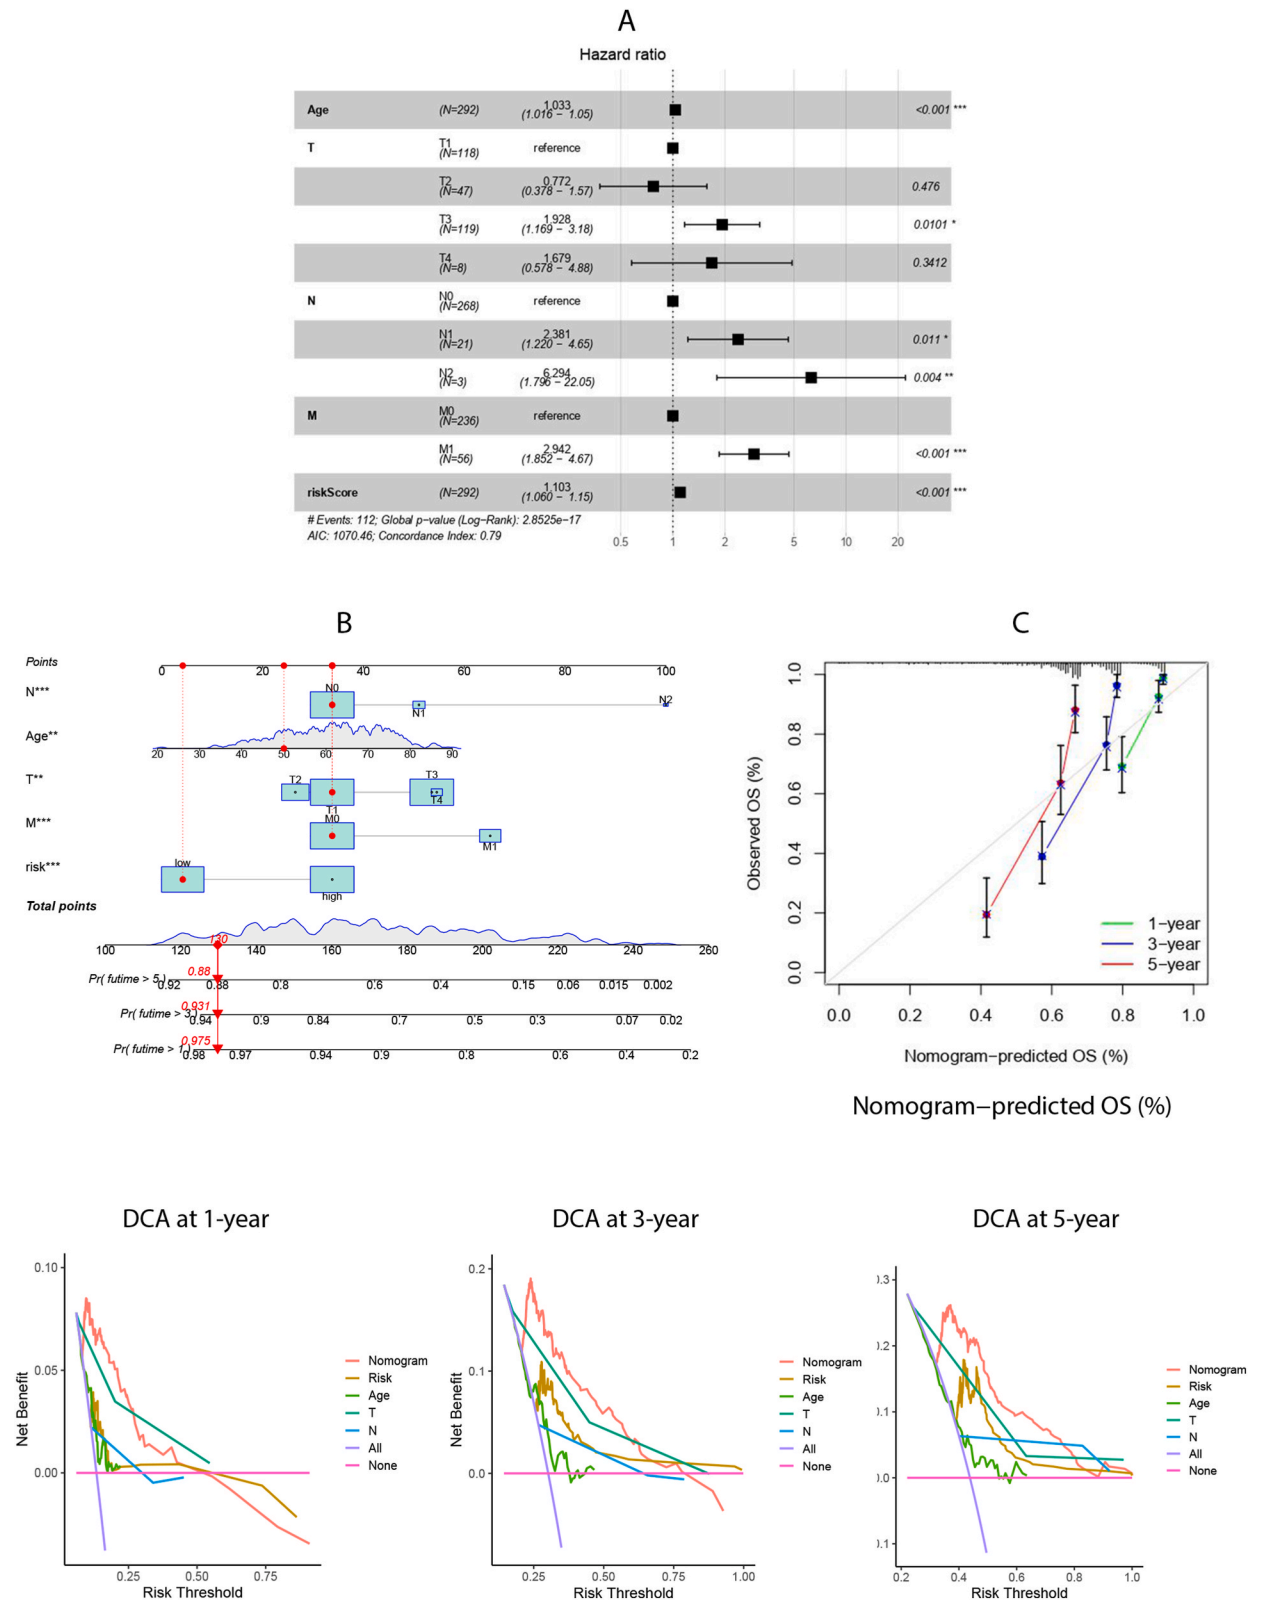 A
Hazard ratio
Age (N=292) 1.033 (1.016 − 1.05) <0.001 ***
T T1 (N=118) reference
T2 (N=47) 0.772 (0.378 − 1.57) 0.476
T3 (N=119) 1.928 (1.169 − 3.18) 0.0101 *
T4 (N=8) 1.679 (0.578 − 4.88) 0.3412
N N0 (N=268) reference
N1 (N=21) 2.381 (1.220 − 4.65) 0.011 *
N2 (N=3) 6.294 (1.796 − 22.05) 0.004 **
M M0 (N=236) reference
M1 (N=56) 2.942 (1.852 − 4.67) <0.001 ***
riskScore (N=292) 1.103 (1.060 − 1.15) <0.001 ***
# Events: 112; Global p−value (Log−Rank): 2.8525e−17
AIC: 1070.46; Concordance Index: 0.79
0.5 1 2 5 10 20
B
Points 0 20 40 60 80 100
N*** N0 N1 N2
Age** 20 30 40 50 60 70 80 90
T** T2 T1 T3 T4
M*** M0 M1
risk*** low high
Total points
130
100 120 140 160 180 200 220 240 260
0.88
Pr( futime > 5 ) 0.92 0.88 0.8 0.6 0.4 0.15 0.06 0.015 0.002
0.931
Pr( futime > 3 ) 0.94 0.9 0.84 0.7 0.5 0.3 0.07 0.02
0.975
Pr( futime > 1 ) 0.98 0.97 0.94 0.9 0.8 0.6 0.4 0.2
C
Observed OS (%)
1.0
0.8
0.6
0.4
0.2
0.0
1−year
3−year
5−year
0.0 0.2 0.4 0.6 0.8 1.0
Nomogram−predicted OS (%)
Nomogram−predicted OS (%)
DCA at 1-year
Net Benefit
0.10
0.05
0.00
0.25 0.50 0.75
Risk Threshold
Nomogram
Risk
Age
T
N
All
None
DCA at 3-year
Net Benefit
0.2
0.1
0.0
0.25 0.50 0.75 1.00
Risk Threshold
Nomogram
Risk
Age
T
N
All
None
DCA at 5-year
.3
.2
.1
.0
.1
0.2 0.4 0.6 0.8 1.0
Risk Threshold
Nomogram
Risk
Age
T
N
All
None